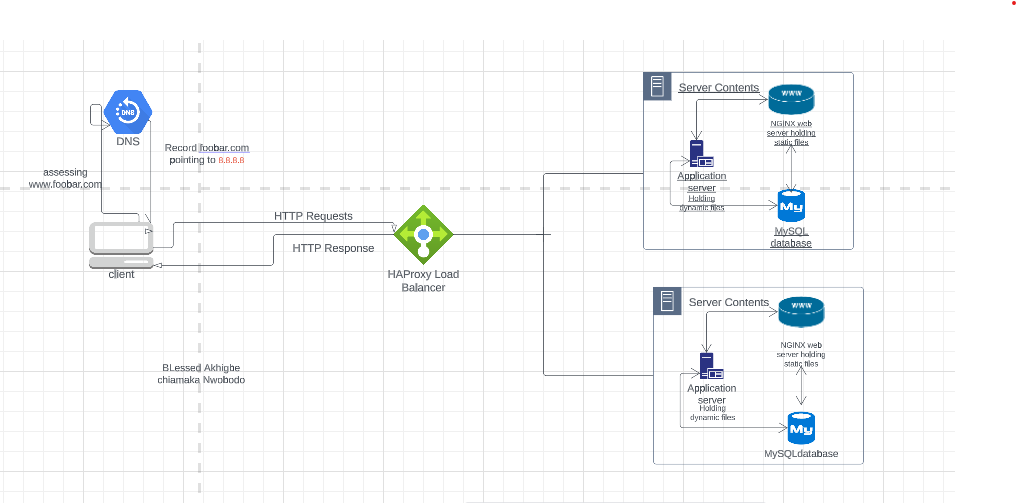 DNS
DNS
Record foobar.com
pointing to 8.8.8.8
assessing
www.foobar.com
HTTP Requests
HTTP Response
client
HAProxy Load
Balancer
BLessed Akhigbe
chiamaka Nwobodo
Server Contents
WWW
NGINX web
server holding
static files
Application
server
Holding
dynamic files
My
MySQL
database
Server Contents
WWW
NGINX web
server holding
static files
Application
server
Holding
dynamic files
My
MySQLdatabase